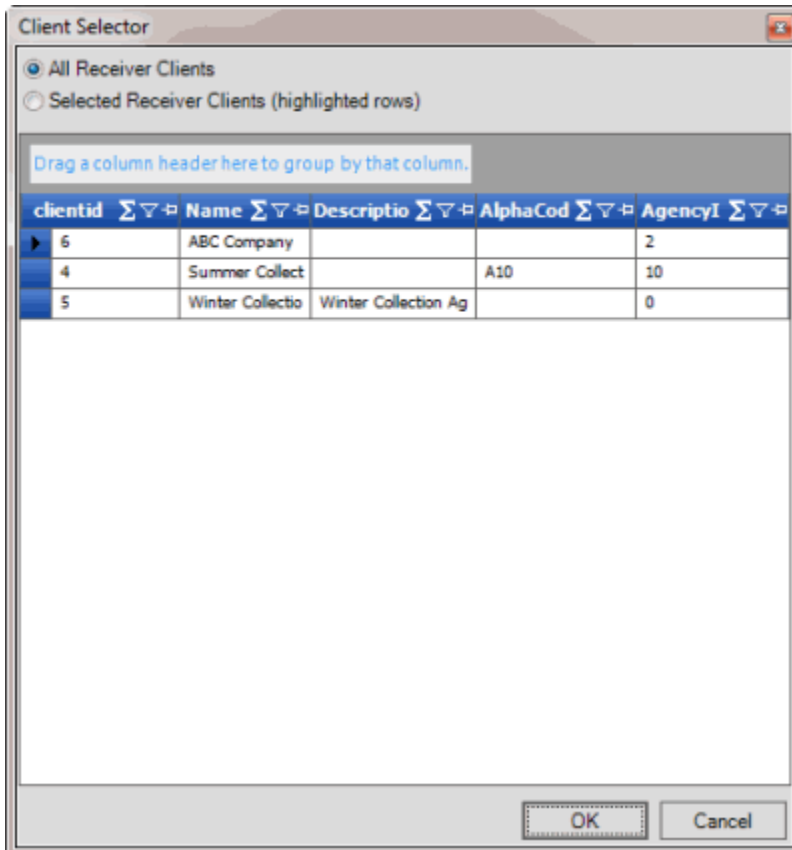 Client Selector
All Receiver Clients
Selected Receiver Clients (highlighted rows)
Drag a column header here to group by that column.
clientid Name Descriptio AlphaCod AgencyI
6 ABC Company 2
4 Summer Collect A10 10
5 Winter Collectio Winter Collection Ag 0
OK Cancel